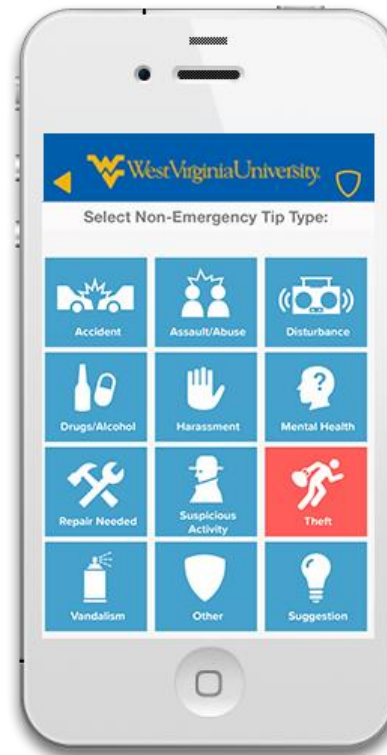 WestVirginiaUniversity.
Select Non-Emergency Tip Type:
Accident
Assault/Abuse
Disturbance
Drugs/Alcohol
Harassment
Mental Health
Repair Needed
Suspicious
Activity
Theft
Vandalism
Other
Suggestion